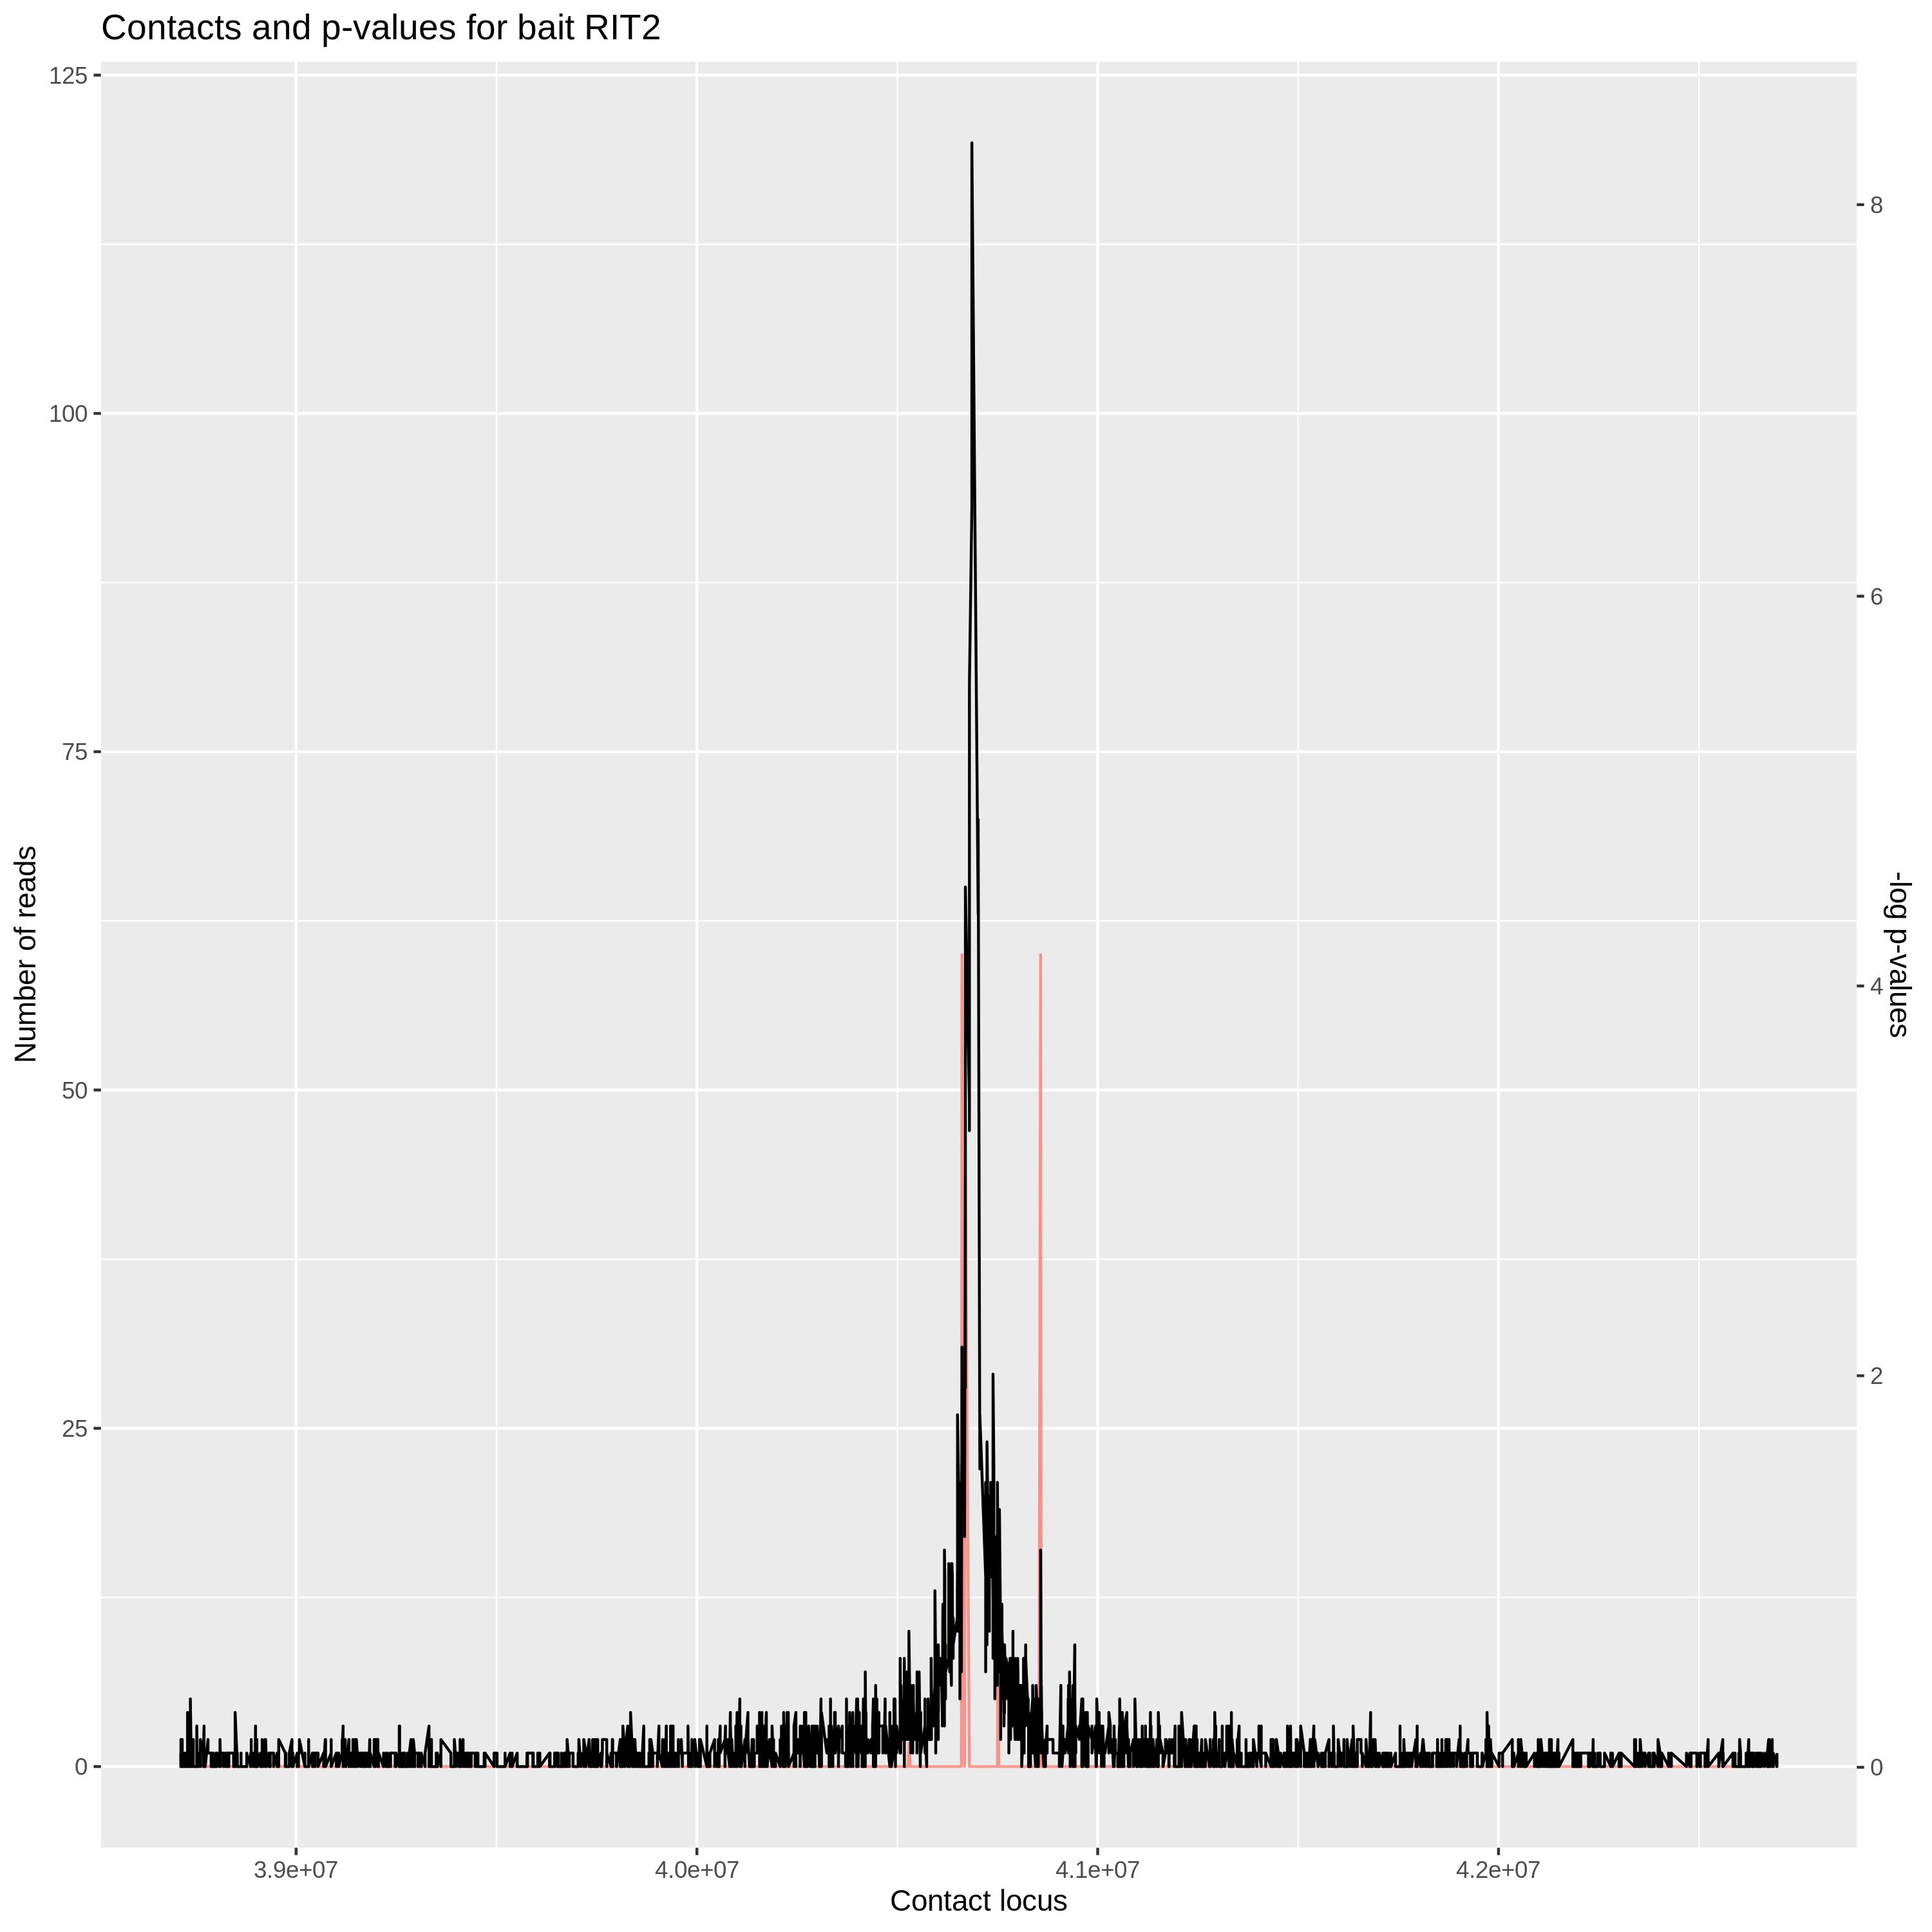 Contacts and p-values for bait RIT2
125
100
75
50
25
0
Number of reads
8
6
4
2
0
-log p-values
3.9e+07
4.0e+07
4.1e+07
4.2e+07
Contact locus